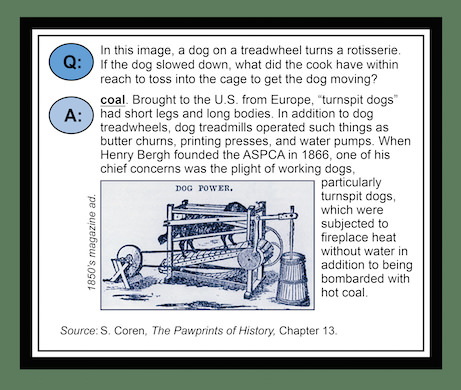 Q:
In this image, a dog on a treadwheel turns a rotisserie.
If the dog slowed down, what did the cook have within
reach to toss into the cage to get the dog moving?
A:
coal. Brought to the U.S. from Europe, “turnspit dogs”
had short legs and long bodies. In addition to dog
treadwheels, dog treadmills operated such things as
butter churns, printing presses, and water pumps. When
Henry Bergh founded the ASPCA in 1866, one of his
chief concerns was the plight of working dogs,
particularly
turnspit dogs,
which were
subjected to
fireplace heat
without water in
addition to being
bombarded with
hot coal.
DOG POWER.
1850's magazine ad.
Source: S. Coren, The Pawprints of History, Chapter 13.